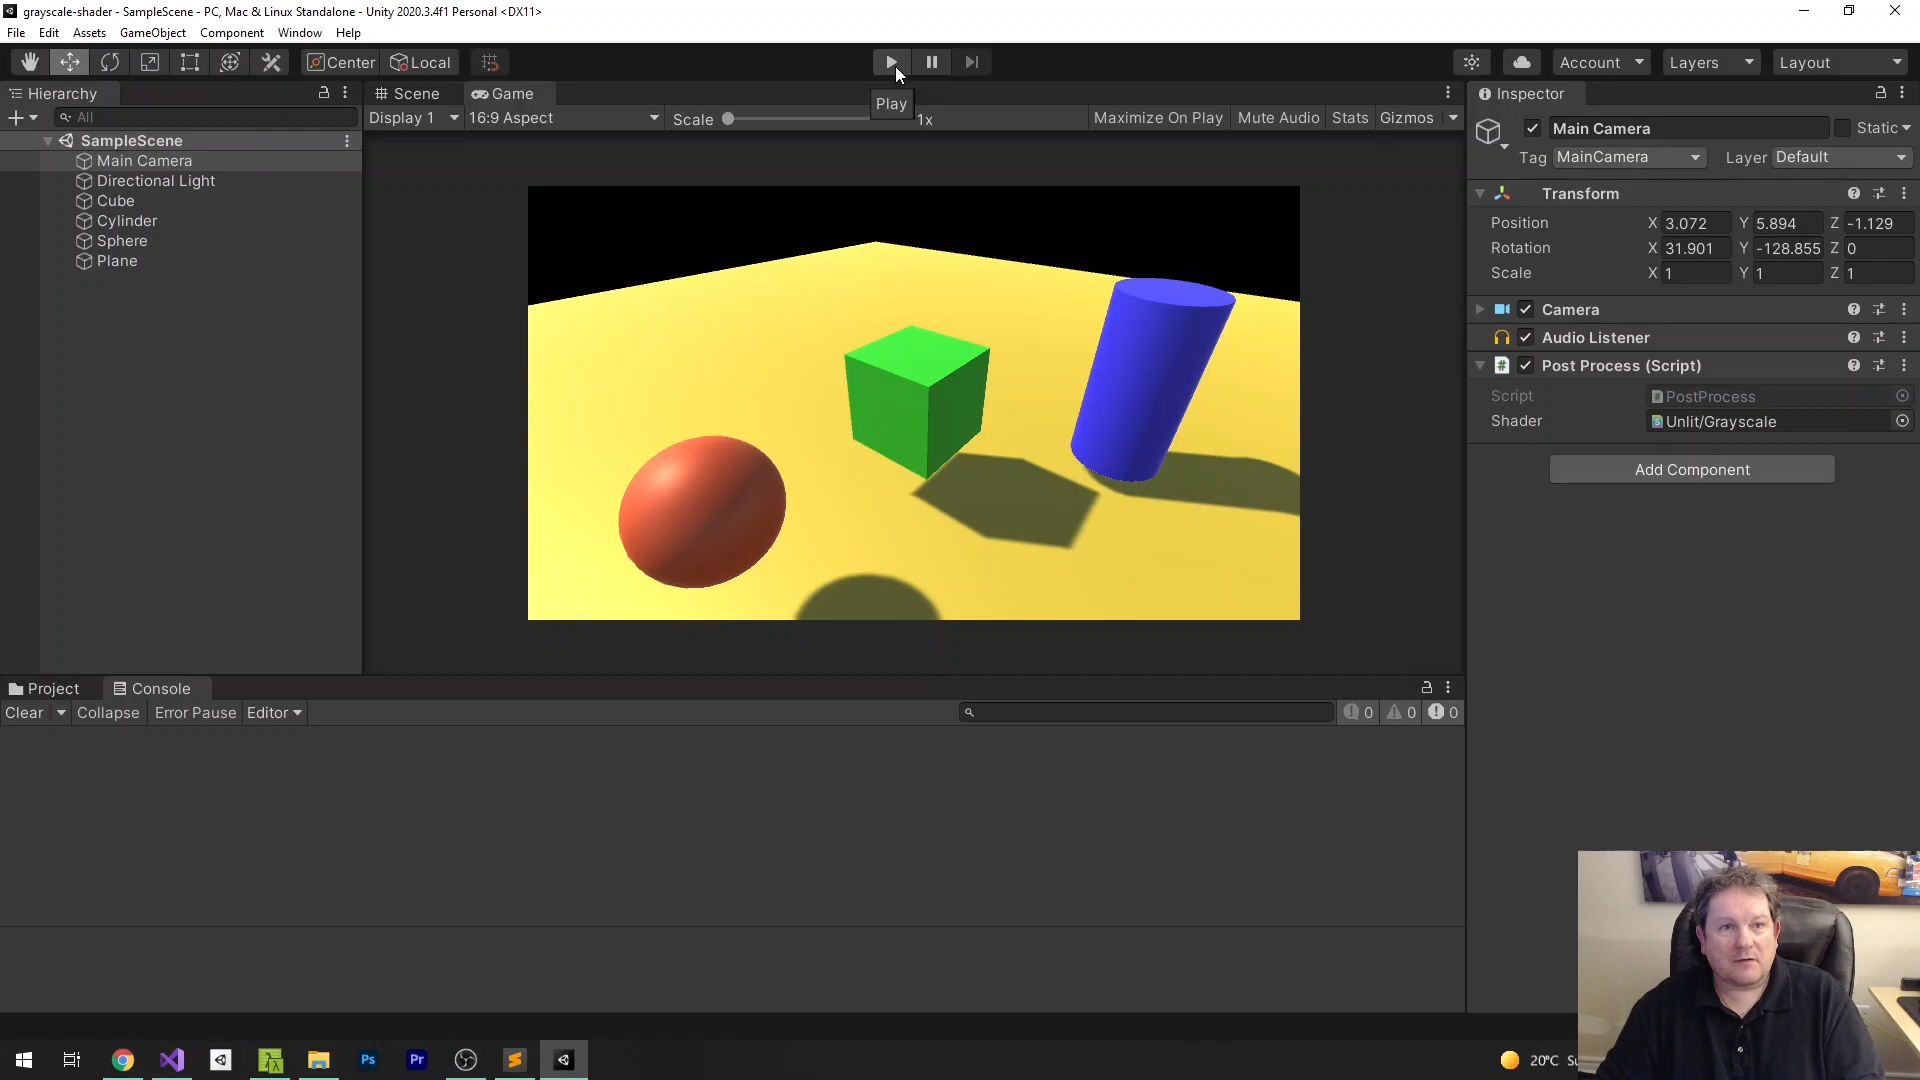 grayscale-shader - SampleScene - PC, Mac & Linux Standalone - Unity 2020.3.4f1 Personal <DX11>
File Edit Assets GameObject Component Window Help
Center Local Account Layers Layout
Hierarchy
Scene Game
Inspector
All
Display 1 16:9 Aspect Scale 1x Maximize On Play Mute Audio Stats Gizmos
Play
SampleScene
Main Camera
Directional Light
Cube
Cylinder
Sphere
Plane
Main Camera Static
Tag MainCamera Layer Default
Transform
Position X 3.072 Y 5.894 Z -1.129
Rotation X 31.901 Y -128.855 Z 0
Scale X 1 Y 1 Z 1
Camera
Audio Listener
# Post Process (Script)
Script PostProcess
Shader Unlit/Grayscale
Add Component
Project Console
Clear Collapse Error Pause Editor 0 0 0
Ps Pr 20°C